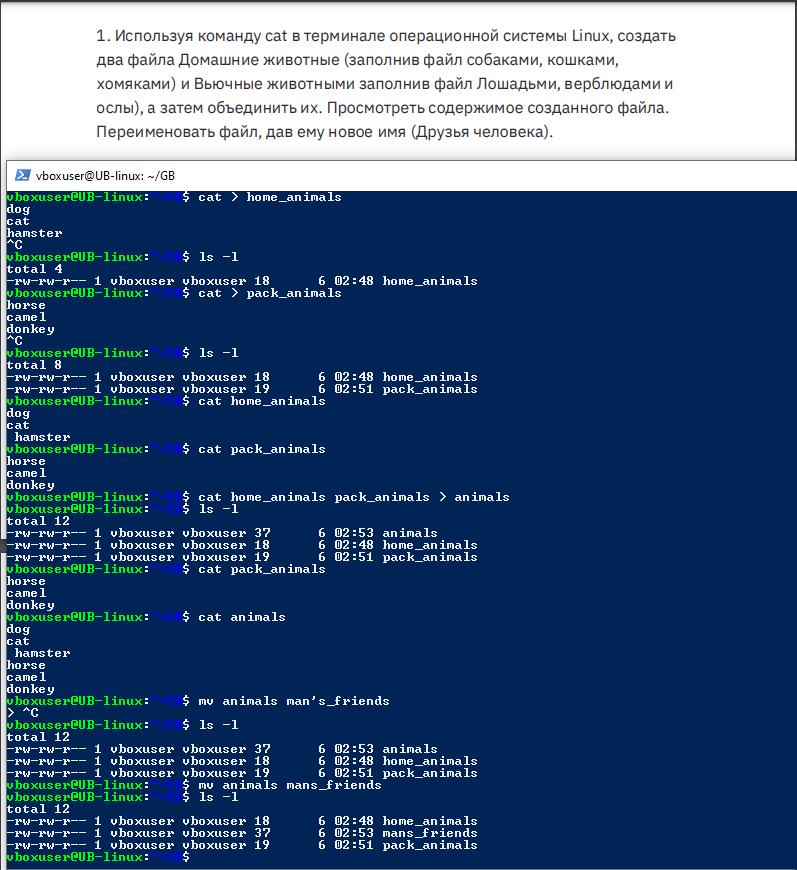 1. Используя команду cat в терминале операционной системы Linux, создать
два файла Домашние животные (заполнив файл собаками, кошками,
хомяками) и Вьючные животными заполнив файл Лошадьми, верблюдами и
ослы), а затем объединить их. Просмотреть содержимое созданного файла.
Переименовать файл, дав ему новое имя (Друзья человека).
vboxuser@UB-linux: ~/GB
vboxuser@UB-linux:~/GB$ cat > home_animals
dog
cat
hamster
^C
vboxuser@UB-linux:~/GB$ ls -l
total 4
-rw-rw-r-- 1 vboxuser vboxuser 18 6 02:48 home_animals
vboxuser@UB-linux:~/GB$ cat > pack_animals
horse
camel
donkey
^C
vboxuser@UB-linux:~/GB$ ls -l
total 8
-rw-rw-r-- 1 vboxuser vboxuser 18 6 02:48 home_animals
-rw-rw-r-- 1 vboxuser vboxuser 19 6 02:51 pack_animals
vboxuser@UB-linux:~/GB$ cat home_animals
dog
cat
 hamster
vboxuser@UB-linux:~/GB$ cat pack_animals
horse
camel
donkey
vboxuser@UB-linux:~/GB$ cat home_animals pack_animals > animals
vboxuser@UB-linux:~/GB$ ls -l
total 12
-rw-rw-r-- 1 vboxuser vboxuser 37 6 02:53 animals
-rw-rw-r-- 1 vboxuser vboxuser 18 6 02:48 home_animals
-rw-rw-r-- 1 vboxuser vboxuser 19 6 02:51 pack_animals
vboxuser@UB-linux:~/GB$ cat pack_animals
horse
camel
donkey
vboxuser@UB-linux:~/GB$ cat animals
dog
cat
 hamster
horse
camel
donkey
vboxuser@UB-linux:~/GB$ mv animals man's_friends
> ^C
vboxuser@UB-linux:~/GB$ ls -l
total 12
-rw-rw-r-- 1 vboxuser vboxuser 37 6 02:53 animals
-rw-rw-r-- 1 vboxuser vboxuser 18 6 02:48 home_animals
-rw-rw-r-- 1 vboxuser vboxuser 19 6 02:51 pack_animals
vboxuser@UB-linux:~/GB$ mv animals mans_friends
vboxuser@UB-linux:~/GB$ ls -l
total 12
-rw-rw-r-- 1 vboxuser vboxuser 18 6 02:48 home_animals
-rw-rw-r-- 1 vboxuser vboxuser 37 6 02:53 mans_friends
-rw-rw-r-- 1 vboxuser vboxuser 19 6 02:51 pack_animals
vboxuser@UB-linux:~/GB$